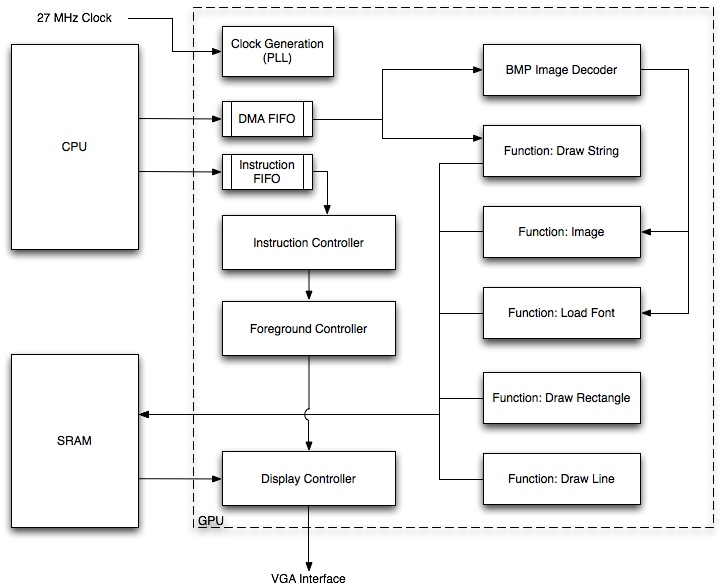 27 MHz Clock
Clock Generation
(PLL)
BMP Image Decoder
CPU
DMA FIFO
Function: Draw String
Instruction
FIFO
Instruction Controller
Function: Image
Foreground Controller
Function: Load Font
Function: Draw Rectangle
SRAM
Display Controller
Function: Draw Line
GPU
VGA Interface